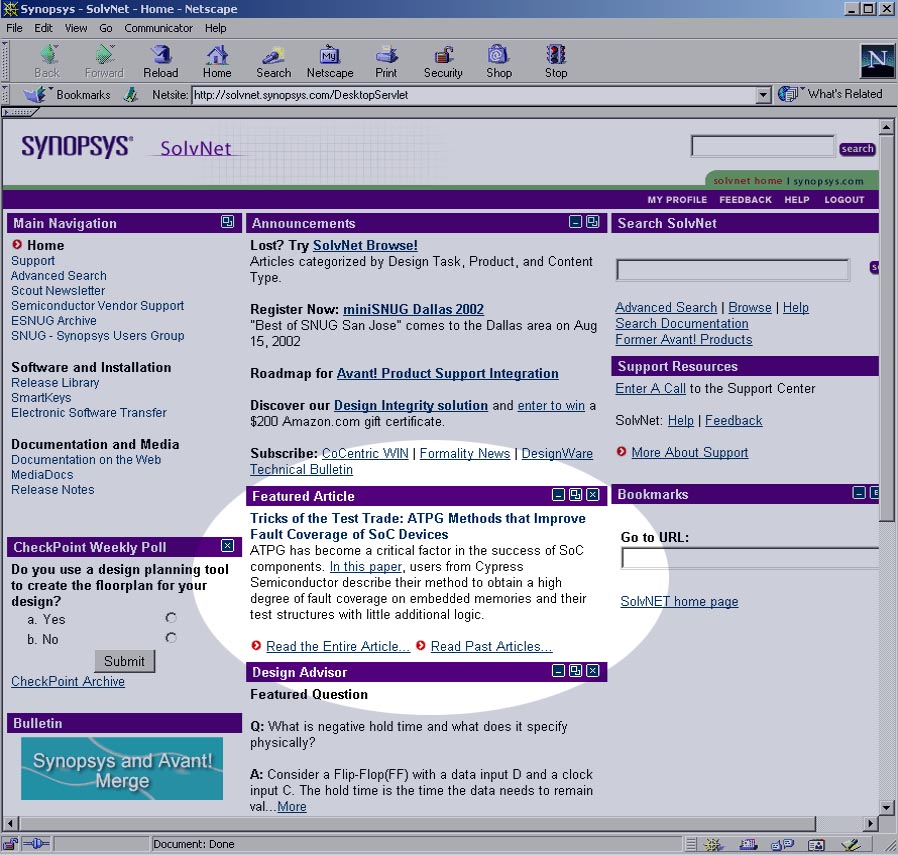 Synopsys - SolvNet - Home - Netscape
File Edit View Go Communicator Help
Back Forward Reload Home Search Netscape Print Security Shop Stop
My
N
Bookmarks Netsite: http://solvnet.synopsys.com/DesktopServlet What's Related
SYNOPSYS® SolvNet
search
solvnet home | synopsys.com
MY PROFILE FEEDBACK HELP LOGOUT
Main Navigation
Home
Support
Advanced Search
Scout Newsletter
Semiconductor Vendor Support
ESNUG Archive
SNUG - Synopsys Users Group
Software and Installation
Release Library
SmartKeys
Electronic Software Transfer
Documentation and Media
Documentation on the Web
MediaDocs
Release Notes
CheckPoint Weekly Poll
Do you use a design planning tool
to create the floorplan for your
design?
a. Yes
b. No
Submit
CheckPoint Archive
Bulletin
Synopsys and Avant!
Merge
Announcements
Lost? Try SolvNet Browse!
Articles categorized by Design Task, Product, and Content
Type.
Register Now: miniSNUG Dallas 2002
"Best of SNUG San Jose" comes to the Dallas area on Aug
15, 2002
Roadmap for Avant! Product Support Integration
Discover our Design Integrity solution and enter to win a
$200 Amazon.com gift certificate.
Subscribe: CoCentric WIN | Formality News | DesignWare
Technical Bulletin
Featured Article
Tricks of the Test Trade: ATPG Methods that Improve
Fault Coverage of SoC Devices
ATPG has become a critical factor in the success of SoC
components. In this paper, users from Cypress
Semiconductor describe their method to obtain a high
degree of fault coverage on embedded memories and their
test structures with little additional logic.
Read the Entire Article... Read Past Articles...
Design Advisor
Featured Question
Q: What is negative hold time and what does it specify
physically?
A: Consider a Flip-Flop(FF) with a data input D and a clock
input C. The hold time is the time the data needs to remain
val...More
Search SolvNet
Advanced Search | Browse | Help
Search Documentation
Former Avant! Products
Support Resources
Enter A Call to the Support Center
SolvNet: Help | Feedback
More About Support
Bookmarks
Go to URL:
SolvNET home page
Document: Done